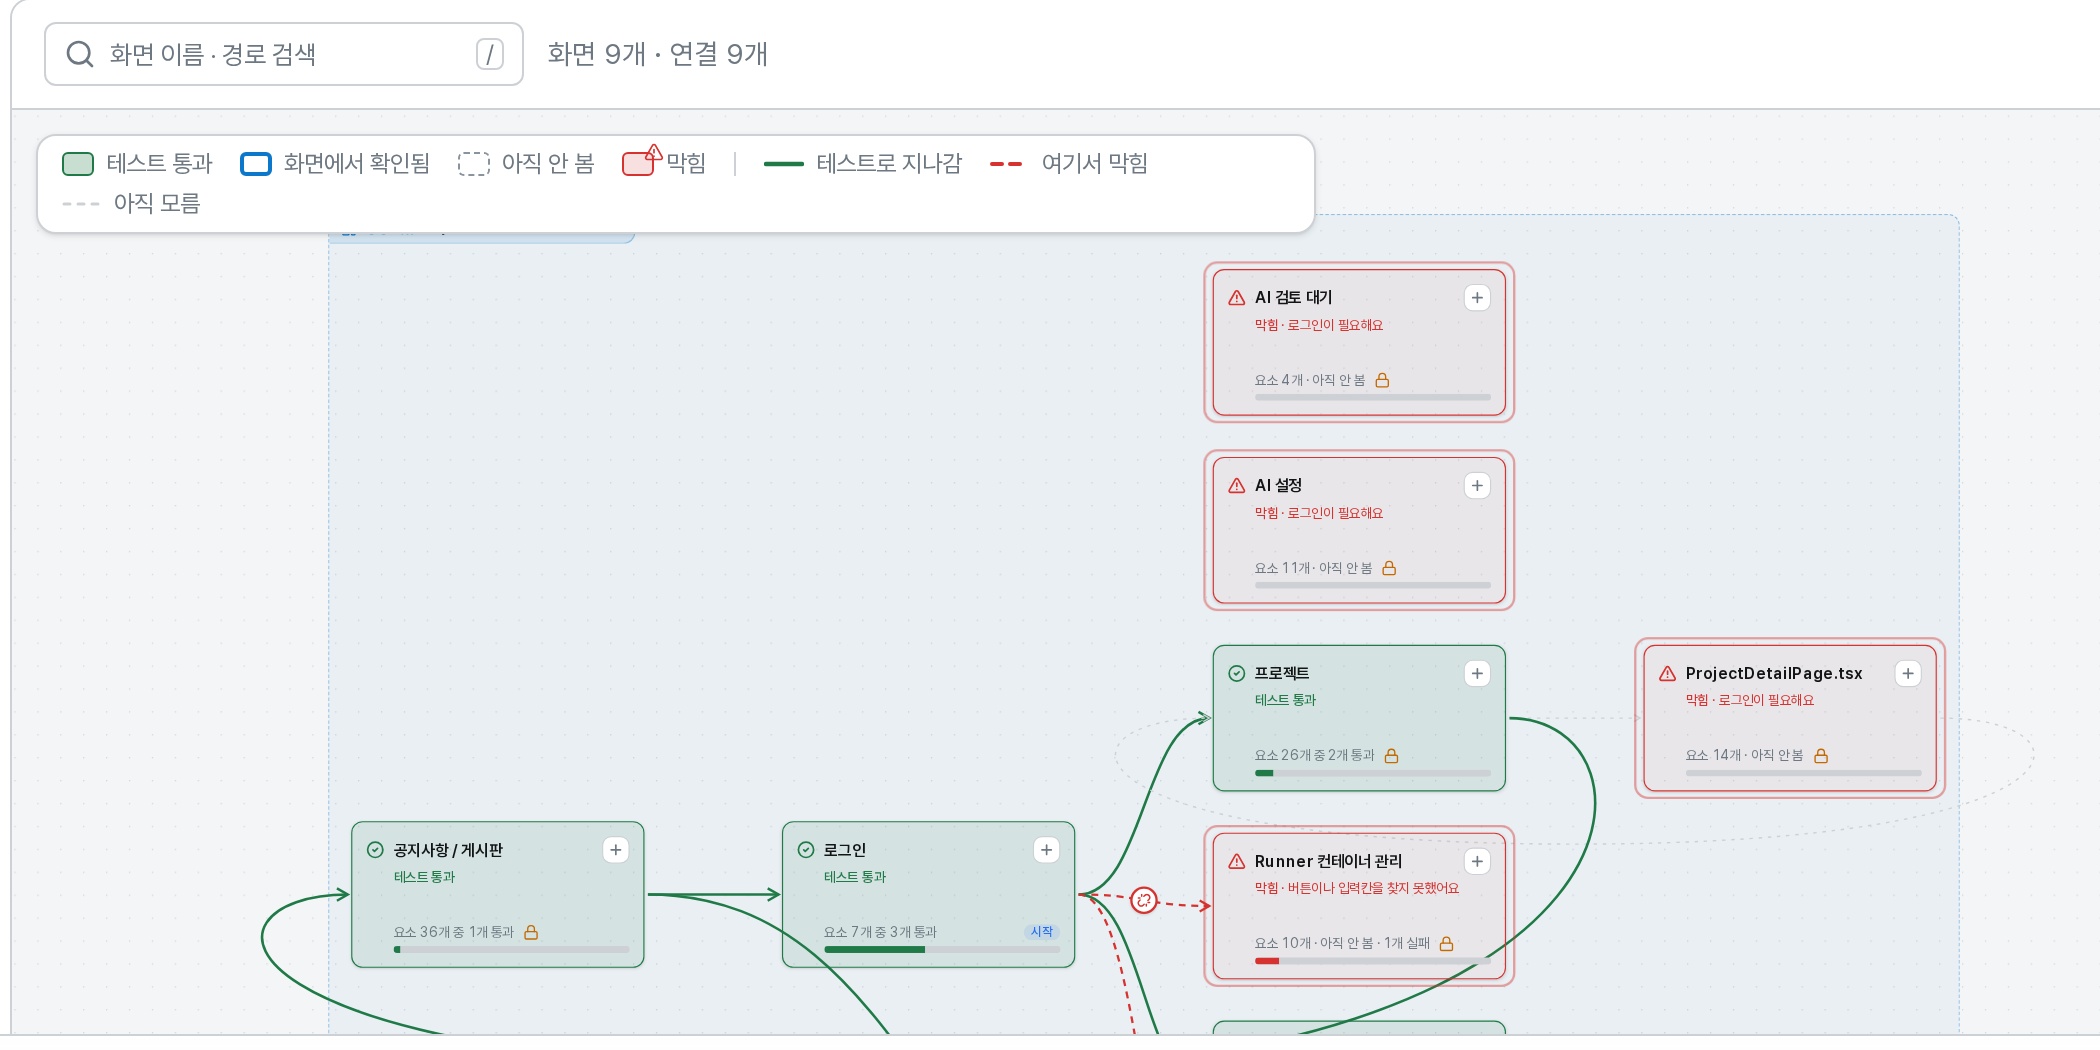 화면 이름 · 경로 검색 /
화면 9개 · 연결 9개
테스트 통과 화면에서 확인됨 아직 안 봄 막힘 테스트로 지나감 여기서 막힘
아직 모름
AI 검토 대기
막힘 · 로그인이 필요해요
요소 4개 · 아직 안 봄
AI 설정
막힘 · 로그인이 필요해요
요소 11개 · 아직 안 봄
프로젝트
테스트 통과
요소 26개 중 2개 통과
ProjectDetailPage.tsx
막힘 · 로그인이 필요해요
요소 14개 · 아직 안 봄
공지사항 / 게시판
테스트 통과
요소 36개 중 1개 통과
로그인
테스트 통과
요소 7개 중 3개 통과
시작
Runner 컨테이너 관리
막힘 · 버튼이나 입력칸을 찾지 못했어요
요소 10개 · 아직 안 봄 · 1개 실패